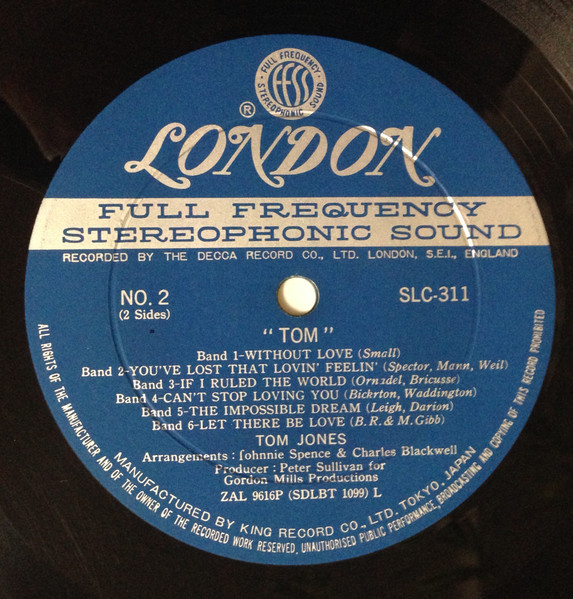 FULL FREQUENCY
FFSS
STEREOPHONIC SOUND
®
LONDON
FULL FREQUENCY
STEREOPHONIC SOUND
RECORDED BY THE DECCA RECORD CO., LTD. LONDON, S.E.I., ENGLAND
NO. 2
(2 Sides)
SLC-311
“TOM”
Band 1-WITHOUT LOVE (Small)
Band 2-YOU'VE LOST THAT LOVIN' FEELIN' (Spector, Mann, Weil)
Band 3-IF I RULED THE WORLD (Ornadel, Bricusse)
Band 4-CAN'T STOP LOVING YOU (Bickrton, Waddington)
Band 5-THE IMPOSSIBLE DREAM (Leigh, Darion)
Band 6-LET THERE BE LOVE (B.R.& M.Gibb)
TOM JONES
Arrangements : Johnnie Spence & Charles Blackwell
Producer : Peter Sullivan for
Gordon Mills Productions
ZAL 9616P (SDLBT 1099) L
MANUFACTURED BY KING RECORD CO., LTD. TOKYO, JAPAN
ALL RIGHTS OF THE MANUFACTURER AND OF THE OWNER OF THE RECORDED WORK RESERVED. UNAUTHORISED PUBLIC PERFORMANCE, BROADCASTING AND COPYING OF THIS RECORD PROHIBITED